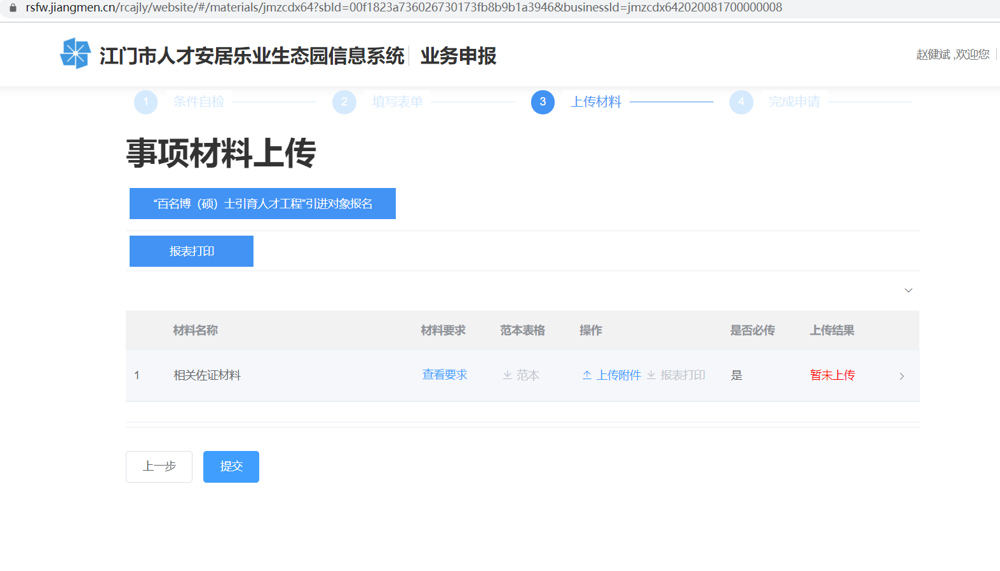 rsfw.jiangmen.cn/rcajly/website/#/materials/jmzcdx64?sbId=00f1823a736026730173fb8b9b1a3946&businessId=jmzcdx642020081700000008
江门市人才安居乐业生态园信息系统 业务申报 赵健斌 ,欢迎您
1 条件自检 2 填写表单 3 上传材料 4 完成申请
事项材料上传
“百名博（硕）士引育人才工程”引进对象报名
报表打印
材料名称 材料要求 范本表格 操作 是否必传 上传结果
1 相关佐证材料 查看要求 范本 上传附件 报表打印 是 暂未上传
上一步 提交